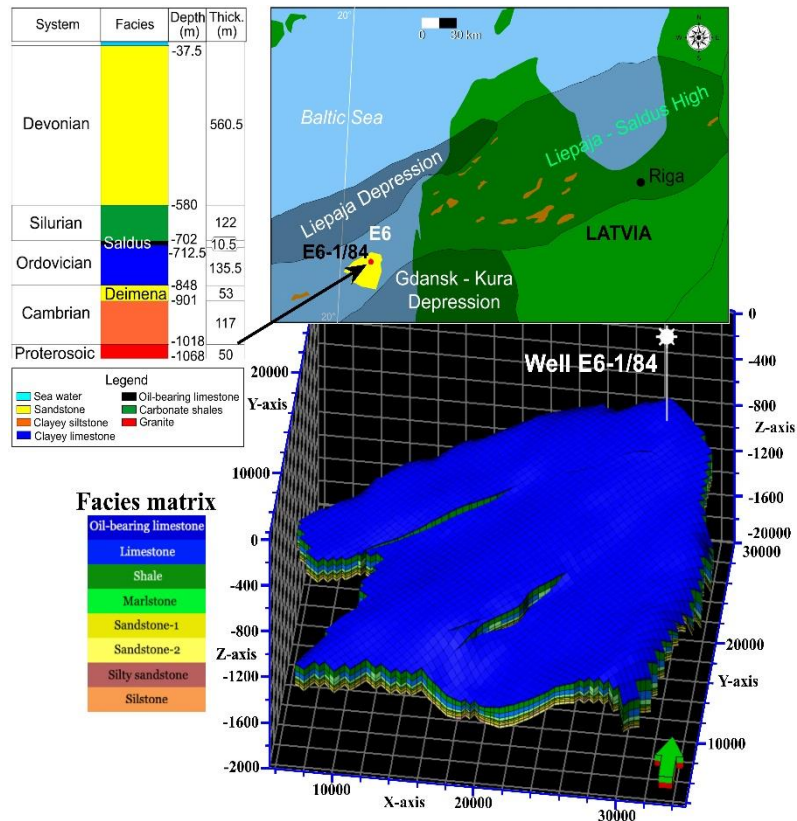 System Facies Depth (m) Thick. (m)
-37.5
Devonian 560.5
-580
Silurian 122
-702
Saldus 10.5
-712.5
Ordovician 135.5
-848
Deimena 53
-901
Cambrian 117
-1018
Proterosoic 50
-1068
Legend
Sea water
Sandstone
Clayey siltstone
Clayey limestone
Oil-bearing limestone
Carbonate shales
Granite
20°
0 30 km
N
W E
S
Baltic Sea
Liepaja - Saldus High
Liepaja Depression
Riga
E6
E6-1/84
LATVIA
Gdansk - Kura
Depression
20°
Well E6-1/84
0
-400
-800
Z-axis
-1200
-1600
-20000
30000
20000
Y-axis
10000
20000
Y-axis
10000
0
-400
-800
Z-axis
-1200
-1600
-2000
10000
X-axis
20000
30000
Facies matrix
Oil-bearing limestone
Limestone
Shale
Marlstone
Sandstone-1
Sandstone-2
Silty sandstone
Silstone